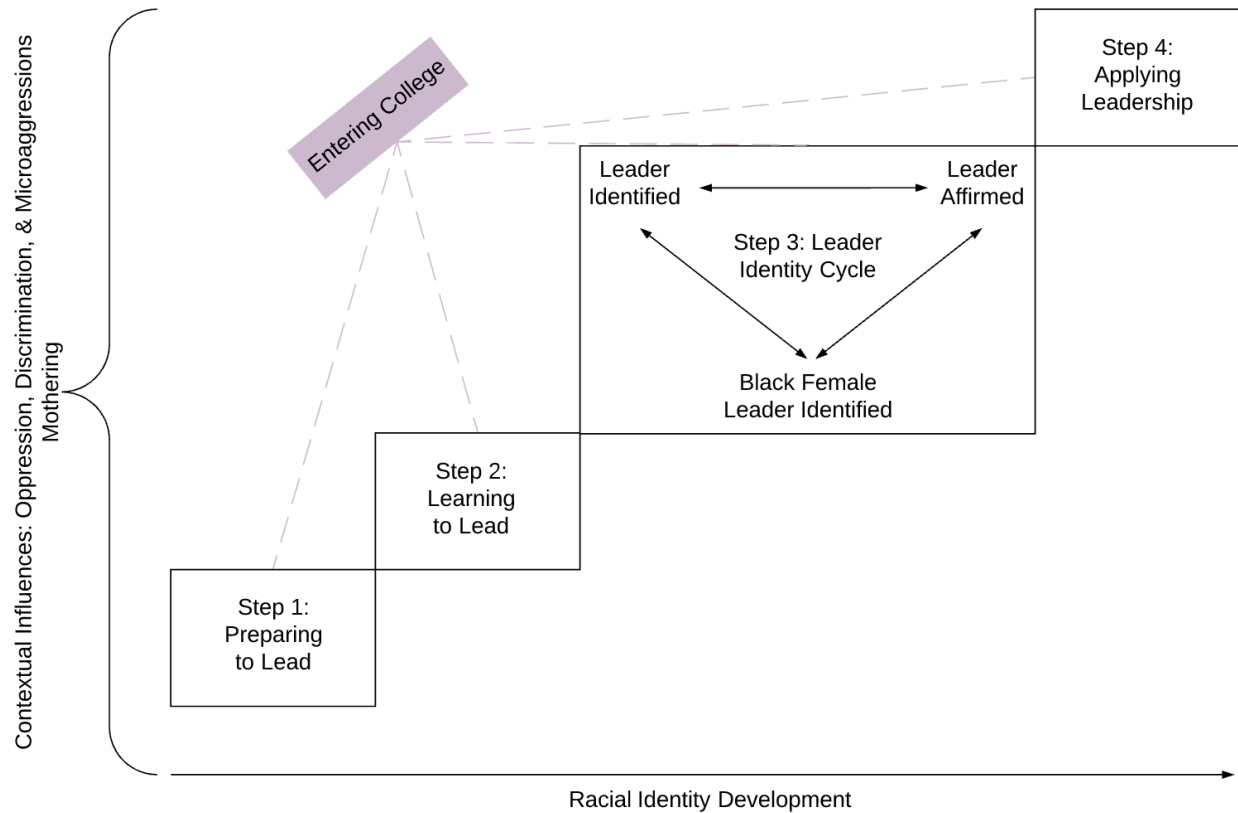 Contextual Influences: Oppression, Discrimination, & Microaggressions
Mothering
Entering College
Step 4:
Applying
Leadership
Leader
Identified
Leader
Affirmed
Step 3: Leader
Identity Cycle
Black Female
Leader Identified
Step 2:
Learning
to Lead
Step 1:
Preparing
to Lead
Racial Identity Development